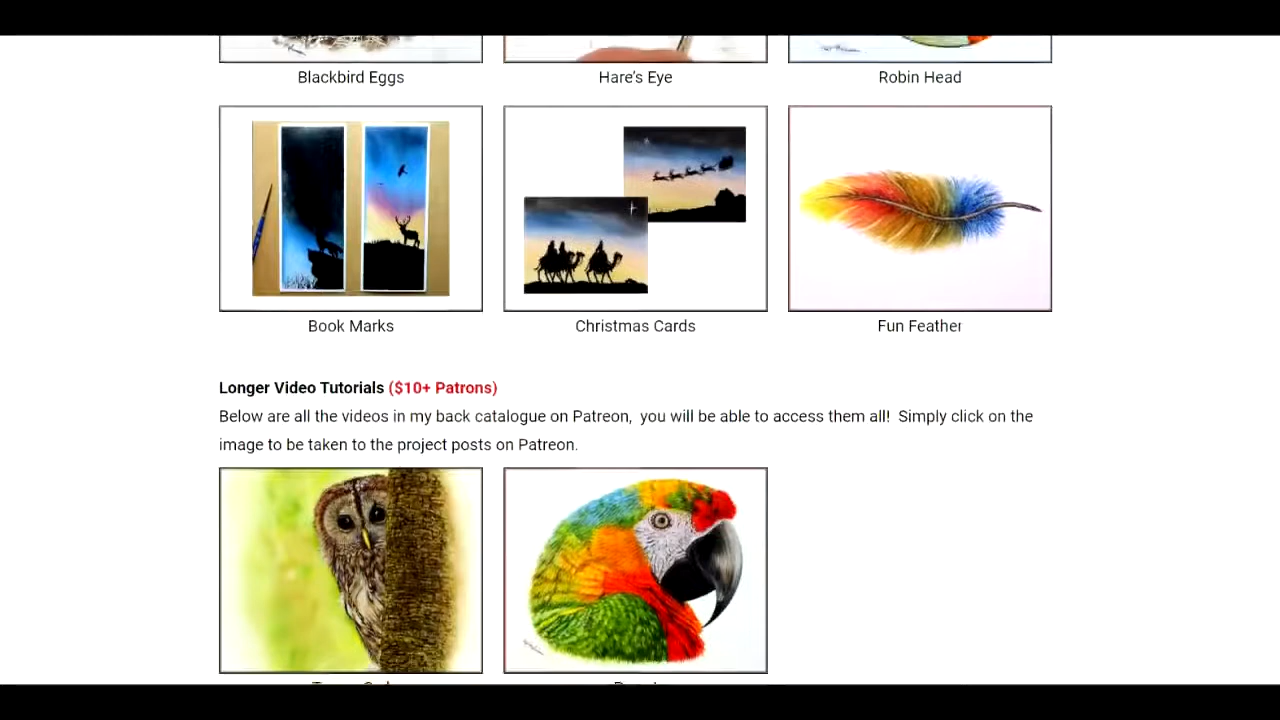 Blackbird Eggs
Hare's Eye
Robin Head
Book Marks
Christmas Cards
Fun Feather
Longer Video Tutorials ($10+ Patrons)
Below are all the videos in my back catalogue on Patreon,  you will be able to access them all!  Simply click on the
image to be taken to the project posts on Patreon.